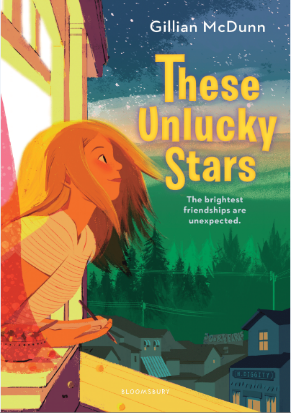 Gillian McDunn
These
Unlucky
Stars
The brightest
friendships are
unexpected.
BLOOMSBURY